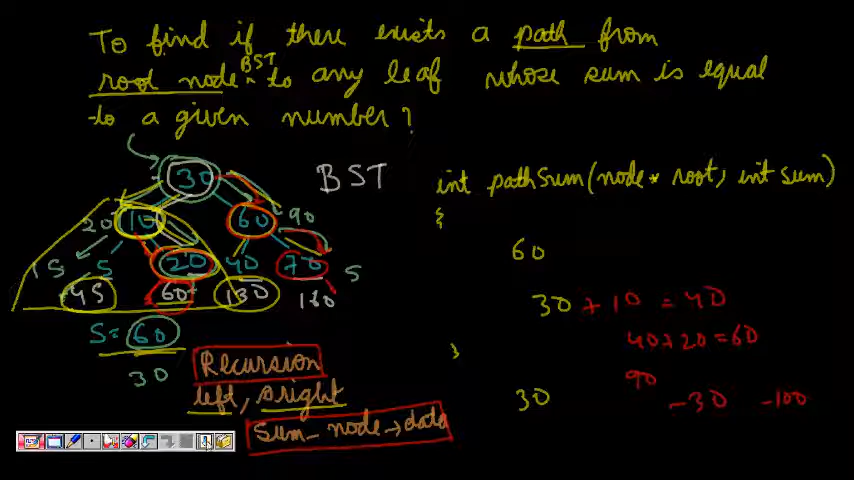 To find if there exists a path from
BST
root node ^ to any leaf whose sum is equal
to a given number?
30 BST
int pathSum(node* root, int sum)
{
20 10 60 90
60
15 5 20 40 70 5
45 60 130 160
30 + 10 = 40
S = 60
40+20=60
}
Recursion
30
90
left, right
30
-30 -100
Sum - node→data